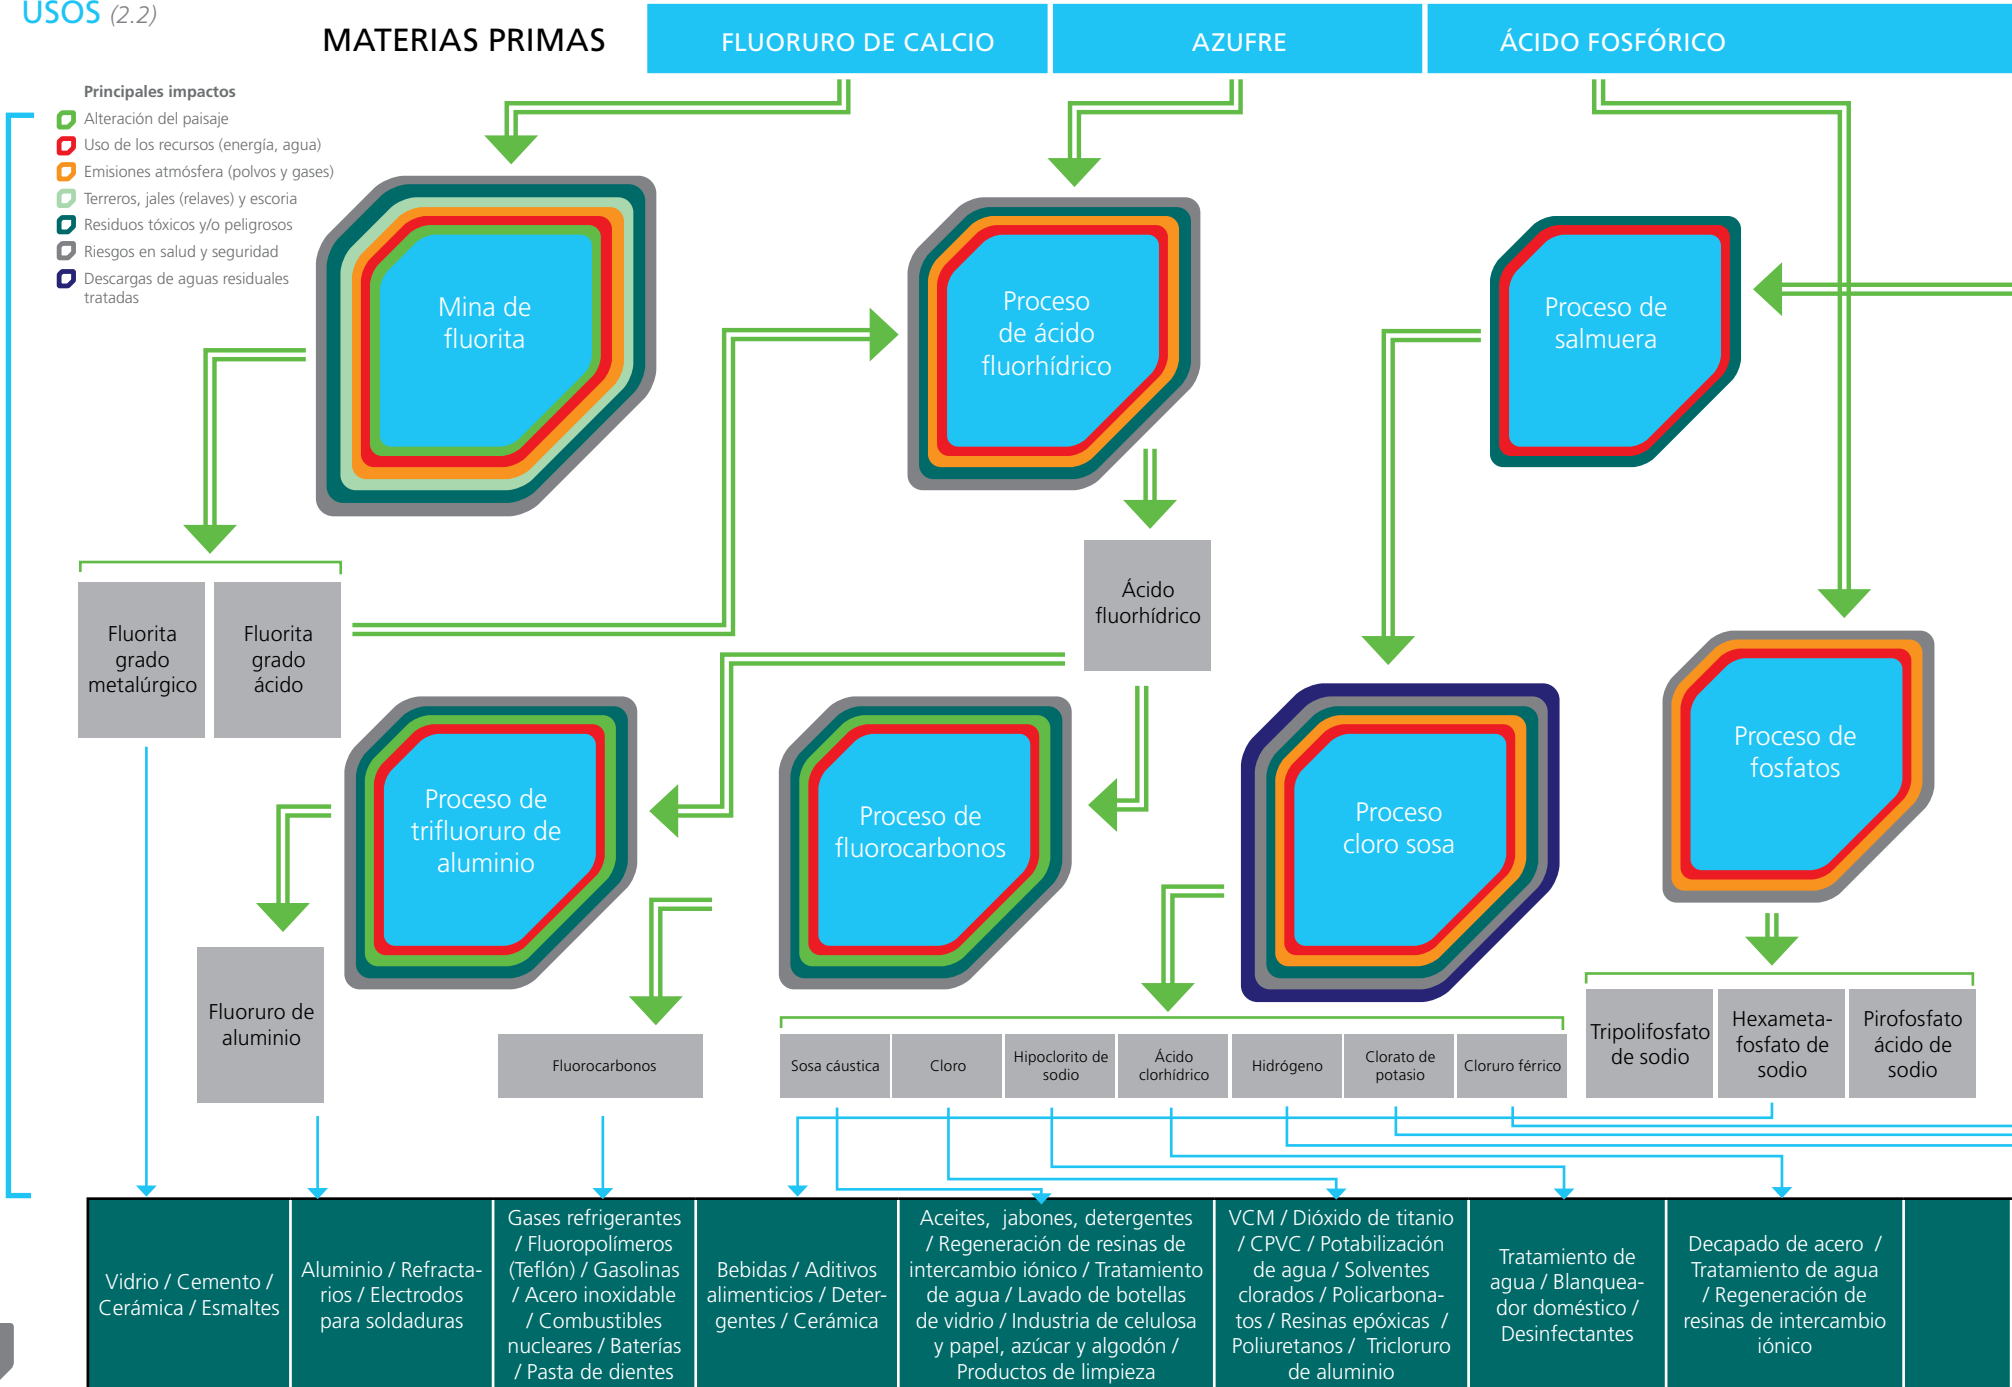 USOS (2.2)
MATERIAS PRIMAS
FLUORURO DE CALCIO
AZUFRE
ÁCIDO FOSFÓRICO
Principales impactos
Alteración del paisaje
Uso de los recursos (energía, agua)
Emisiones atmósfera (polvos y gases)
Terreros, jales (relaves) y escoria
Residuos tóxicos y/o peligrosos
Riesgos en salud y seguridad
Descargas de aguas residuales
tratadas
Mina de
fluorita
Proceso
de ácido
fluorhídrico
Proceso de
salmuera
Fluorita
grado
metalúrgico
Fluorita
grado
ácido
Ácido
fluorhídrico
Proceso de
trifluoruro de
aluminio
Proceso de
fluorocarbonos
Proceso
cloro sosa
Proceso de
fosfatos
Fluoruro de
aluminio
Fluorocarbonos
Sosa cáustica
Cloro
Hipoclorito de
sodio
Ácido
clorhídrico
Hidrógeno
Clorato de
potasio
Cloruro férrico
Tripolifosfato
de sodio
Hexameta-
fosfato de
sodio
Pirofosfato
ácido de
sodio
Vidrio / Cemento /
Cerámica / Esmaltes
Aluminio / Refracta-
rios / Electrodos
para soldaduras
Gases refrigerantes
/ Fluoropolímeros
(Teflón) / Gasolinas
/ Acero inoxidable
/ Combustibles
nucleares / Baterías
/ Pasta de dientes
Bebidas / Aditivos
alimenticios / Deter-
gentes / Cerámica
Aceites, jabones, detergentes
/ Regeneración de resinas de
intercambio iónico / Tratamiento
de agua / Lavado de botellas
de vidrio / Industria de celulosa
y papel, azúcar y algodón /
Productos de limpieza
VCM / Dióxido de titanio
/ CPVC / Potabilización
de agua / Solventes
clorados / Policarbona-
tos / Resinas epóxicas /
Poliuretanos / Tricloruro
de aluminio
Tratamiento de
agua / Blanquea-
dor doméstico /
Desinfectantes
Decapado de acero /
Tratamiento de agua
/ Regeneración de
resinas de intercambio
iónico